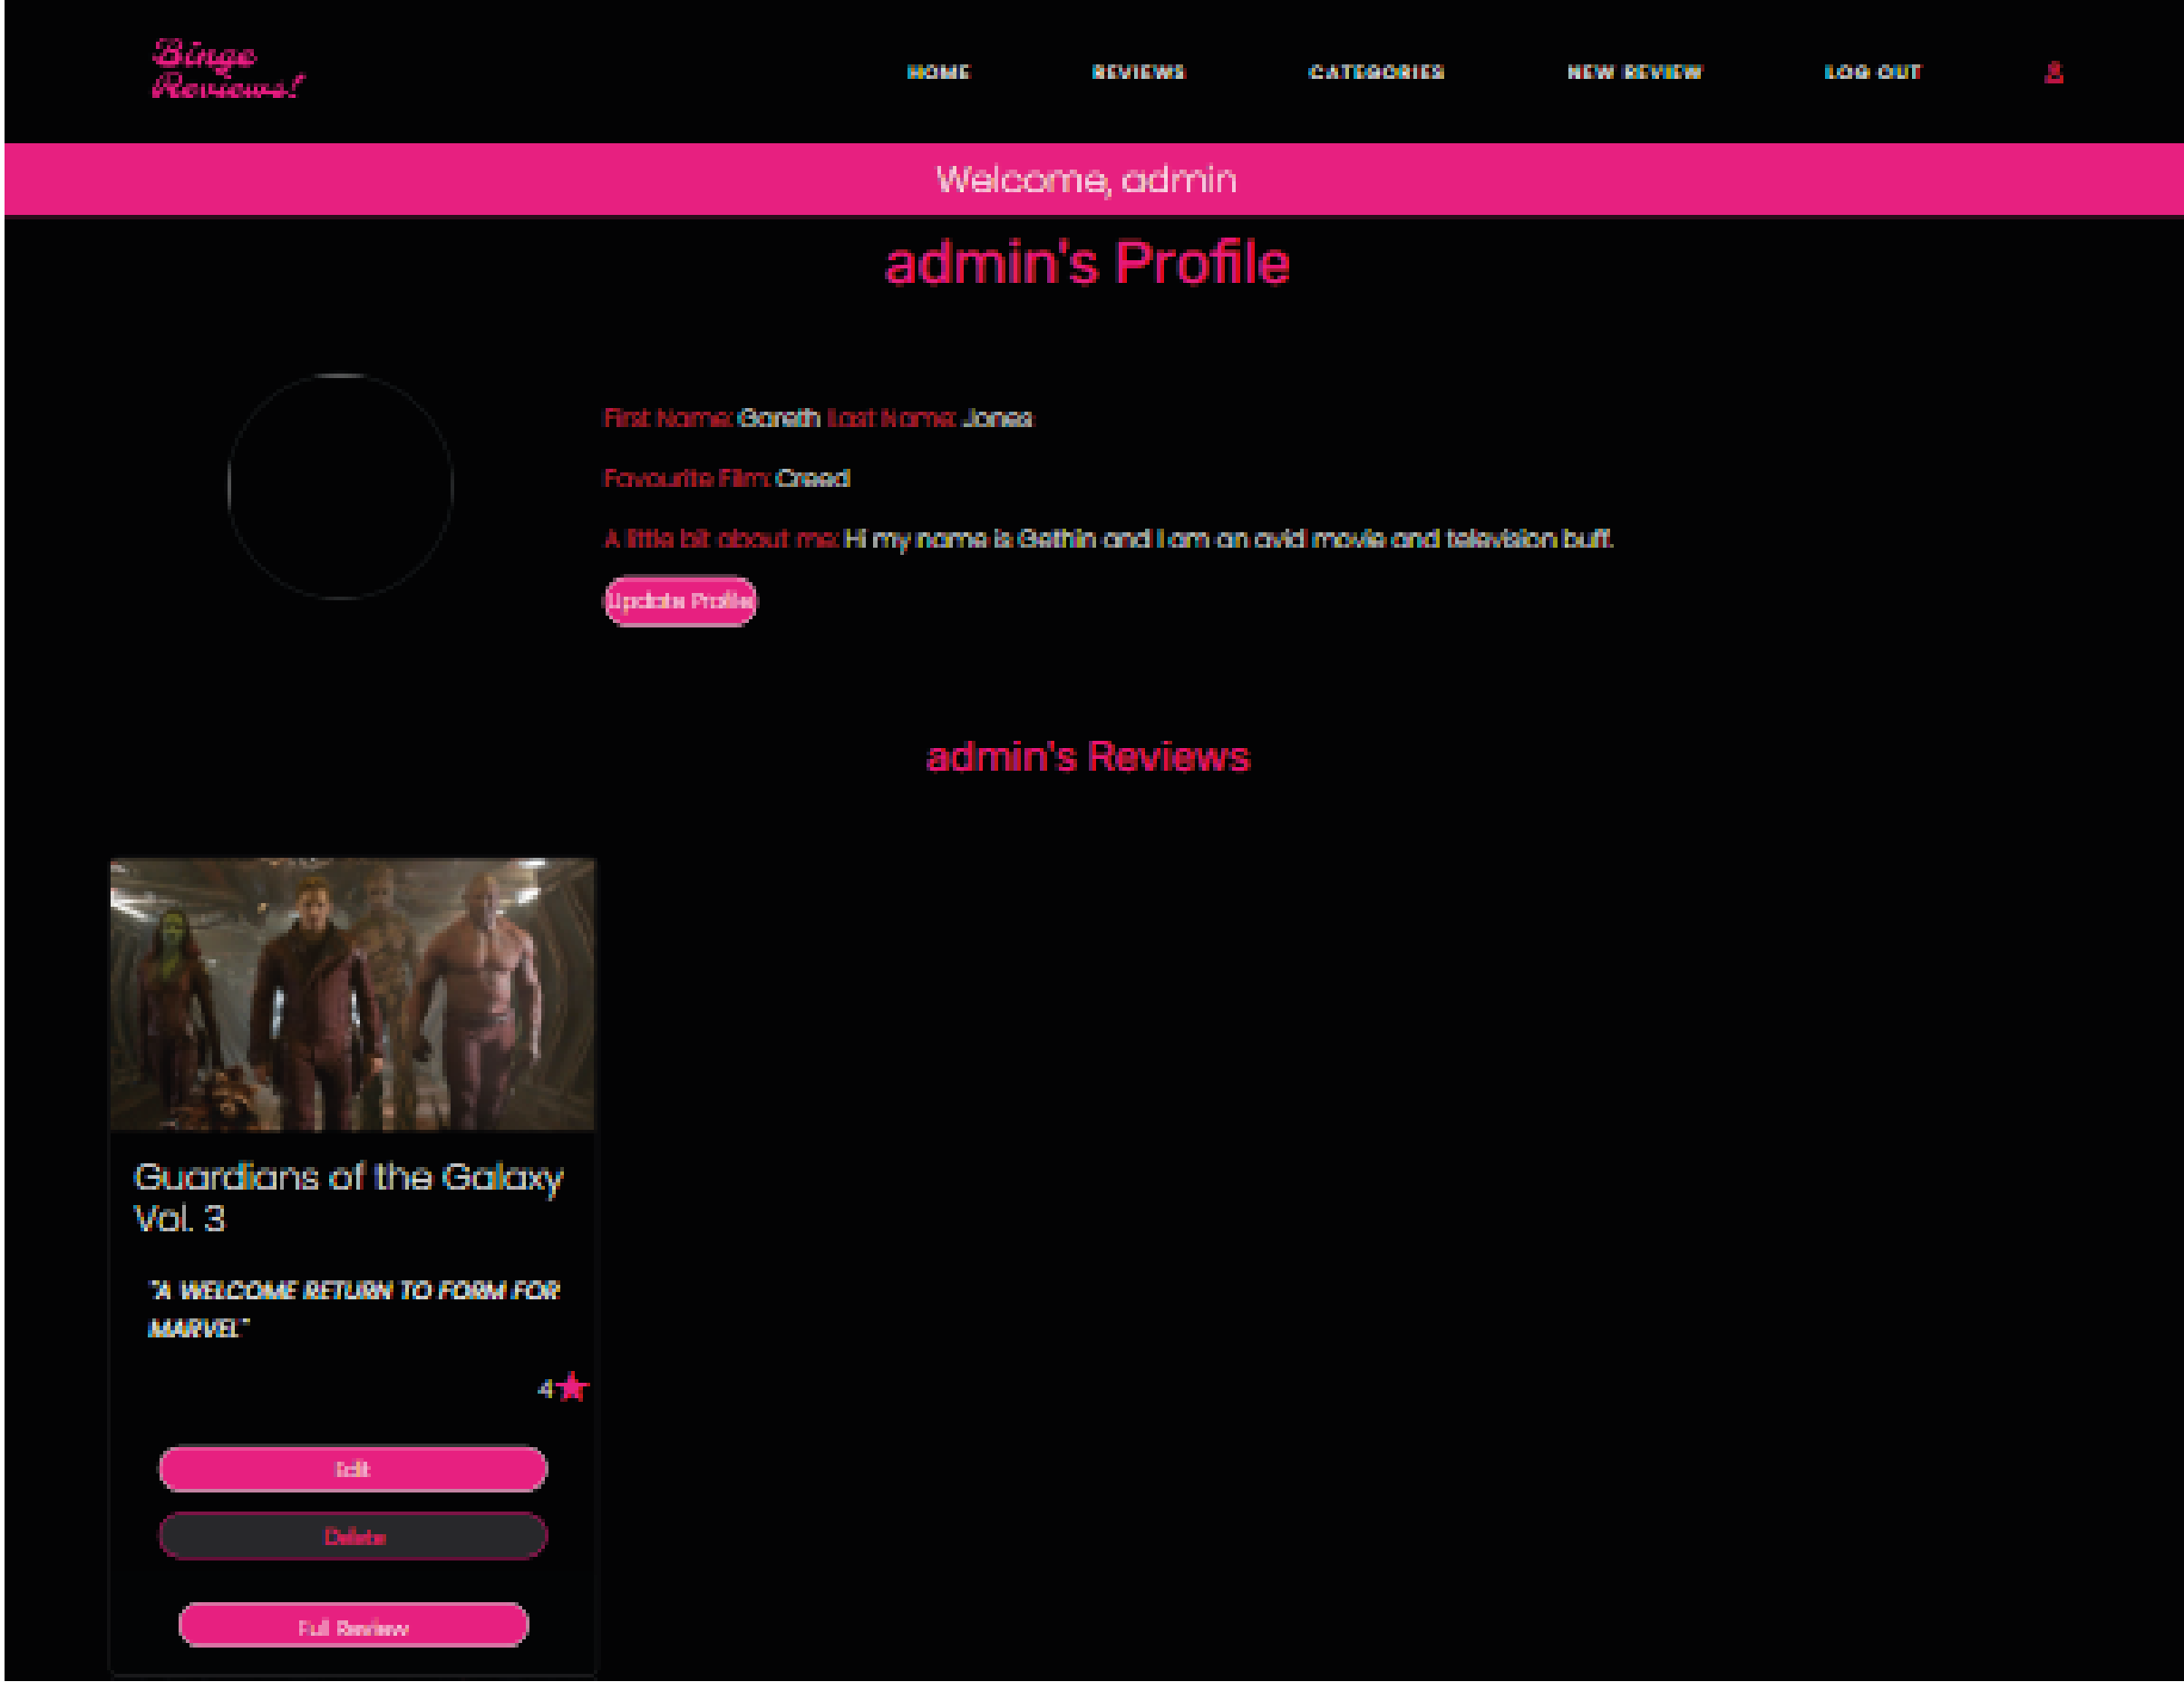 Binge
Reviews!
HOME REVIEWS CATEGORIES NEW REVIEW LOG OUT
Welcome, admin
admin's Profile
First Name: Gareth Last Name: Jones
Favourite Film: Creed
A little bit about me: Hi my name is Gethin and I am an avid movie and television buff.
Update Profile
admin's Reviews
Guardians of the Galaxy
Vol. 3
"A WELCOME RETURN TO FORM FOR
MARVEL"
4
Edit
Delete
Full Review